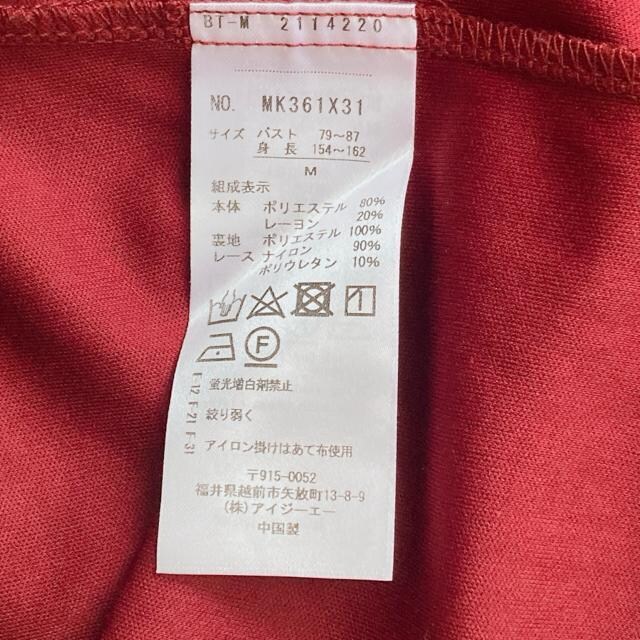 BT-M 2114220
NO. MK361X31
サイズ バスト 79〜87
身長 154〜162
M
組成表示
本体 ポリエステル 80%
レーヨン 20%
裏地 ポリエステル 100%
レース ナイロン 90%
ポリウレタン 10%
1
F
F-12 F-21 F-31
蛍光増白剤禁止
絞り弱く
アイロン掛けはあて布使用
〒915-0052
福井県越前市矢放町13-8-9
(株)アイジーエー
中国製